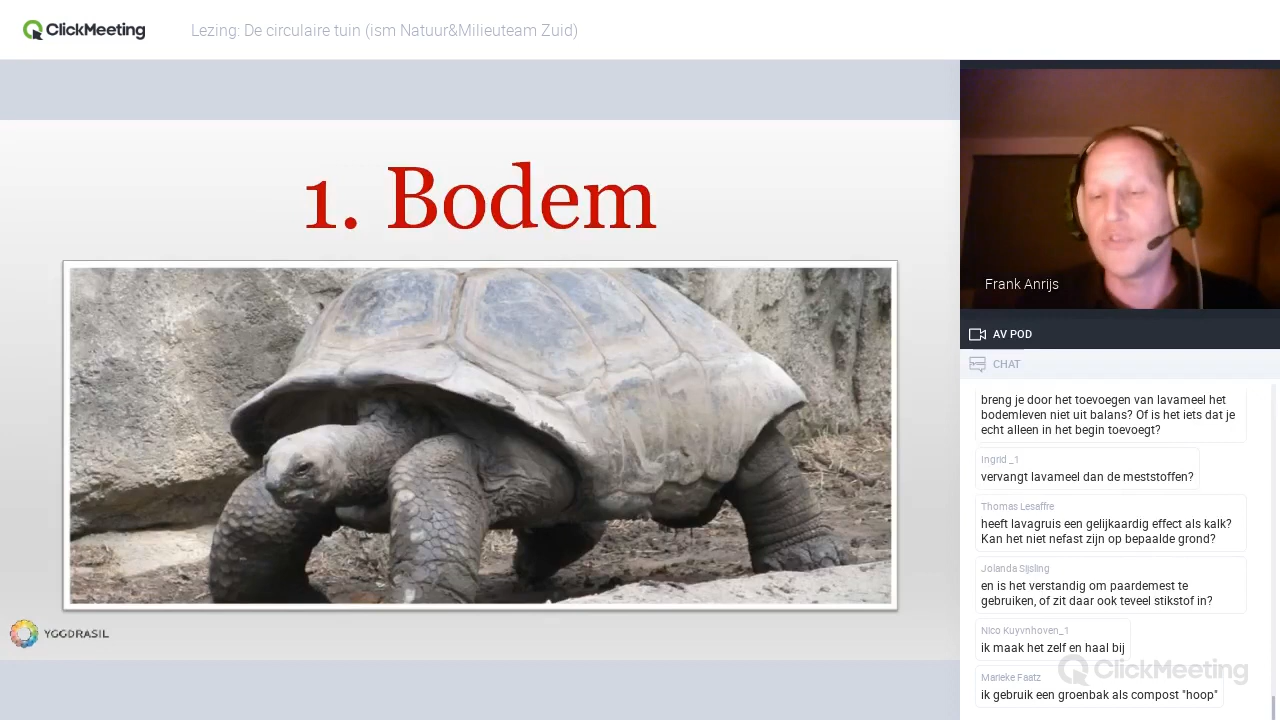 ClickMeeting
Lezing: De circulaire tuin (ism Natuur&Milieuteam Zuid)
1. Bodem
YGGDRASIL
Frank Anrijs
AV POD
CHAT
breng je door het toevoegen van lavameel het
bodemleven niet uit balans? Of is het iets dat je
echt alleen in het begin toevoegt?
Ingrid _1
vervangt lavameel dan de meststoffen?
Thomas Lesaffre
heeft lavagruis een gelijkaardig effect als kalk?
Kan het niet nefast zijn op bepaalde grond?
Jolanda Sijsling
en is het verstandig om paardemest te
gebruiken, of zit daar ook teveel stikstof in?
Nico Kuyvnhoven_1
ik maak het zelf en haal bij
ClickMeeting
Marieke Faatz
ik gebruik een groenbak als compost "hoop"